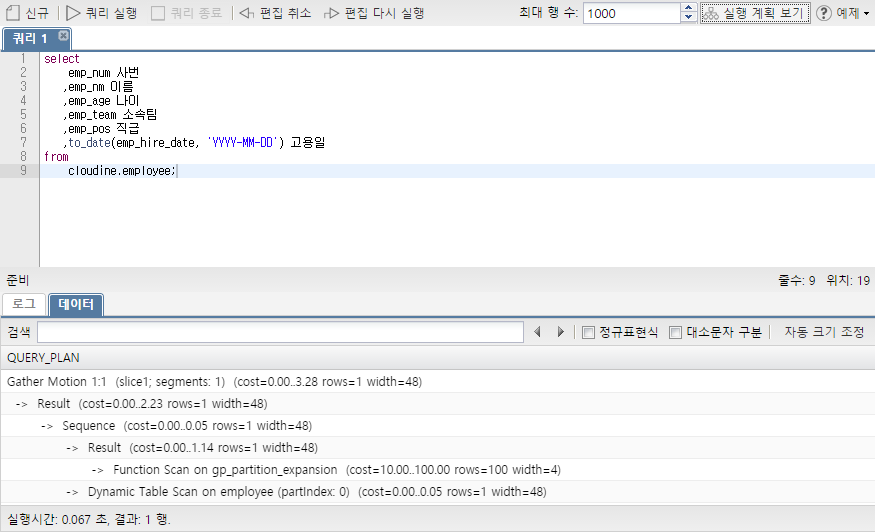 신규 쿼리 실행 쿼리 종료 편집 취소 편집 다시 실행 최대 행 수: 1000 실행 계획 보기 예제
쿼리 1
1 select
2 emp_num 사번
3 ,emp_nm 이름
4 ,emp_age 나이
5 ,emp_team 소속팀
6 ,emp_pos 직급
7 ,to_date(emp_hire_date, 'YYYY-MM-DD') 고용일
8 from
9 cloudine.employee;
준비 줄수: 9 위치: 19
로그 데이터
검색 정규표현식 대소문자 구분 자동 크기 조정
QUERY_PLAN
Gather Motion 1:1 (slice1; segments: 1) (cost=0.00..3.28 rows=1 width=48)
-> Result (cost=0.00..2.23 rows=1 width=48)
-> Sequence (cost=0.00..0.05 rows=1 width=48)
-> Result (cost=0.00..1.14 rows=1 width=48)
-> Function Scan on gp_partition_expansion (cost=10.00..100.00 rows=100 width=4)
-> Dynamic Table Scan on employee (partIndex: 0) (cost=0.00..0.05 rows=1 width=48)
실행시간: 0.067 초, 결과: 1 행.